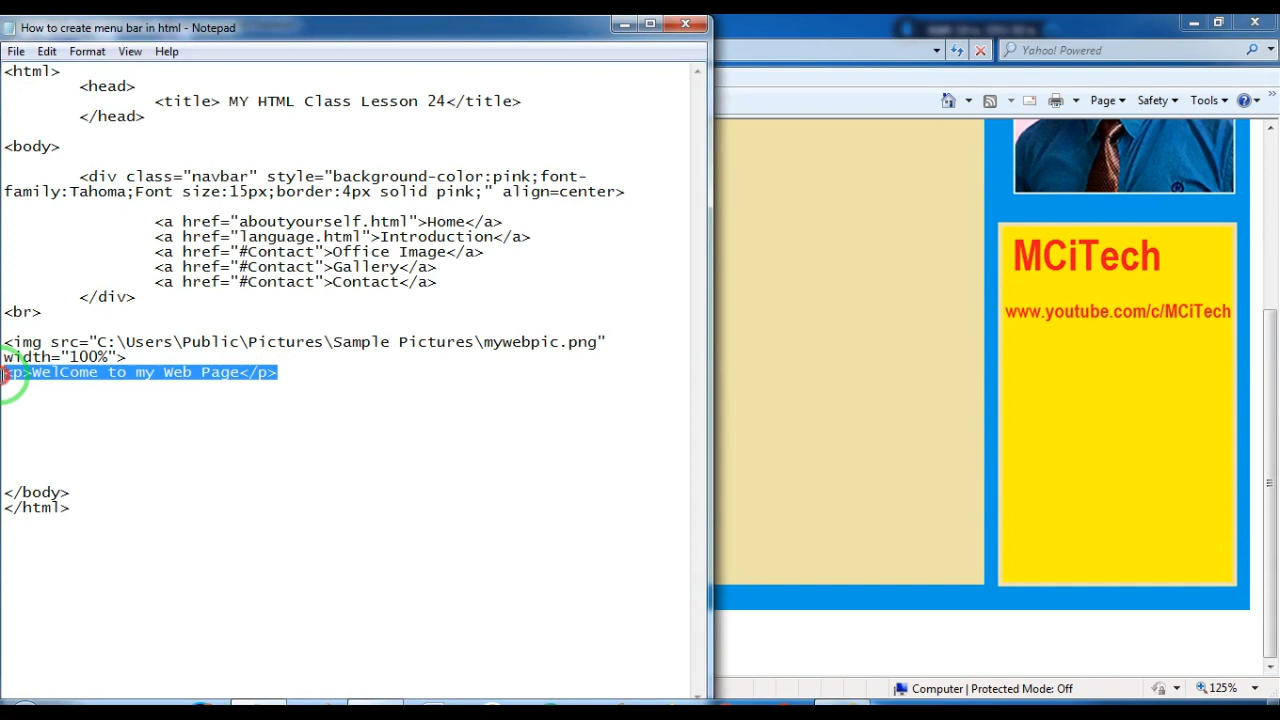 How to create menu bar in html - Notepad
File Edit Format View Help
<html>
<head>
<title> MY HTML Class Lesson 24</title>
</head>
<body>
<div class="navbar" style="background-color:pink;font-
family:Tahoma;Font size:15px;border:4px solid pink;" align=center>
<a href="aboutyourself.html">Home</a>
<a href="language.html">Introduction</a>
<a href="#Contact">Office Image</a>
<a href="#Contact">Gallery</a>
<a href="#Contact">Contact</a>
</div>
<br>
<img src="C:\Users\Public\Pictures\Sample Pictures\mywebpic.png"
width="100%">
<p>WelCome to my Web Page</p>
</body>
</html>
Yahoo! Powered
Page Safety Tools
MCiTech
www.youtube.com/c/MCiTech
Computer | Protected Mode: Off
125%